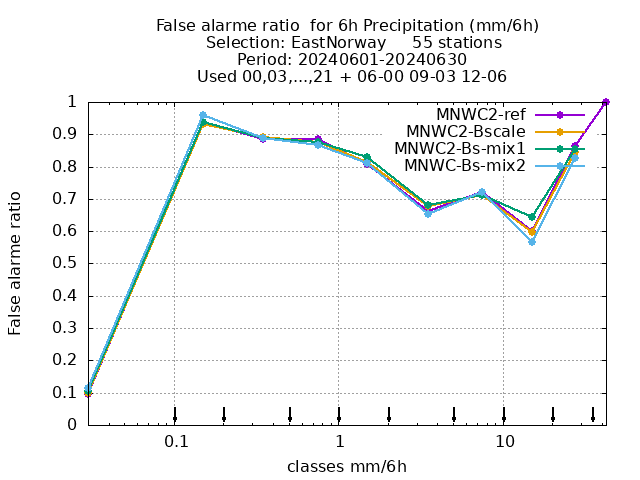 False alarme ratio  for 6h Precipitation (mm/6h)
Selection: EastNorway     55 stations
Period: 20240601-20240630
Used 00,03,...,21 + 06-00 09-03 12-06
MNWC2-ref
MNWC2-Bscale
MNWC2-Bs-mix1
MNWC-Bs-mix2
False alarme ratio
1
0.9
0.8
0.7
0.6
0.5
0.4
0.3
0.2
0.1
0
0.1 1 10
classes mm/6h